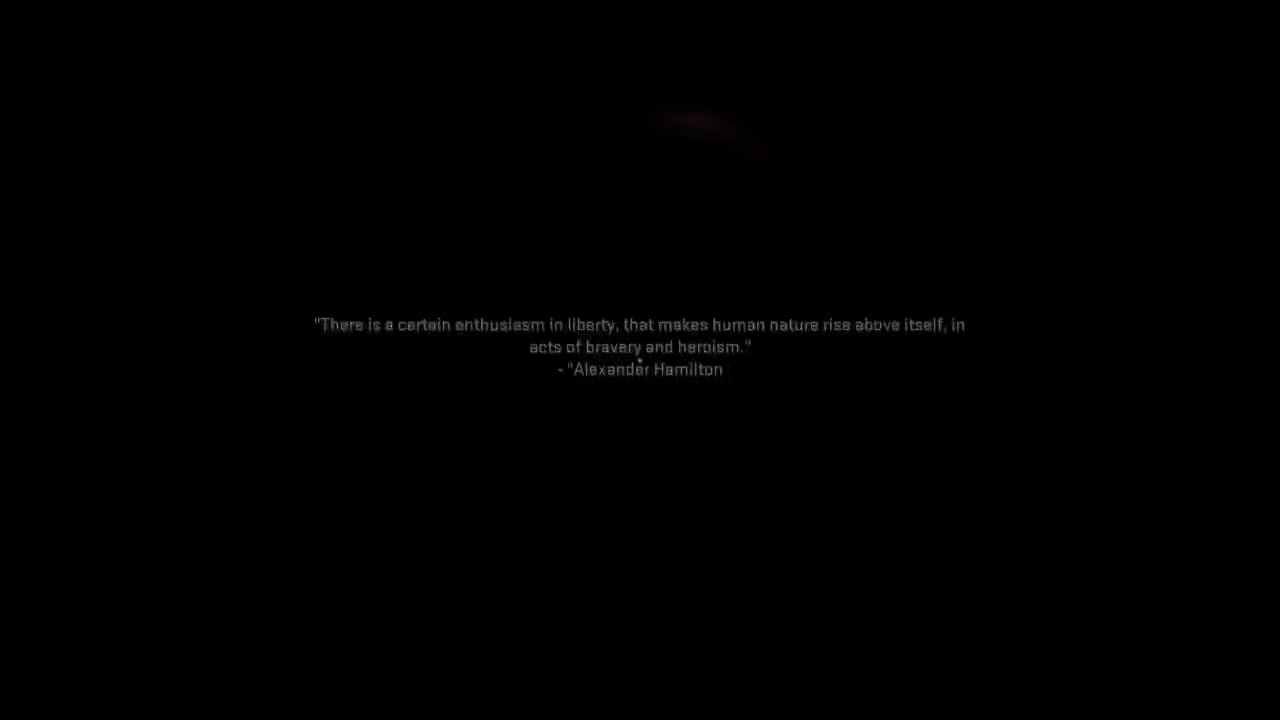 "There is a certain enthusiasm in liberty, that makes human nature rise above itself, in
acts of bravery and heroism."
- "Alexander Hamilton